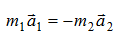 m₁a⃗₁ = −m₂a⃗₂